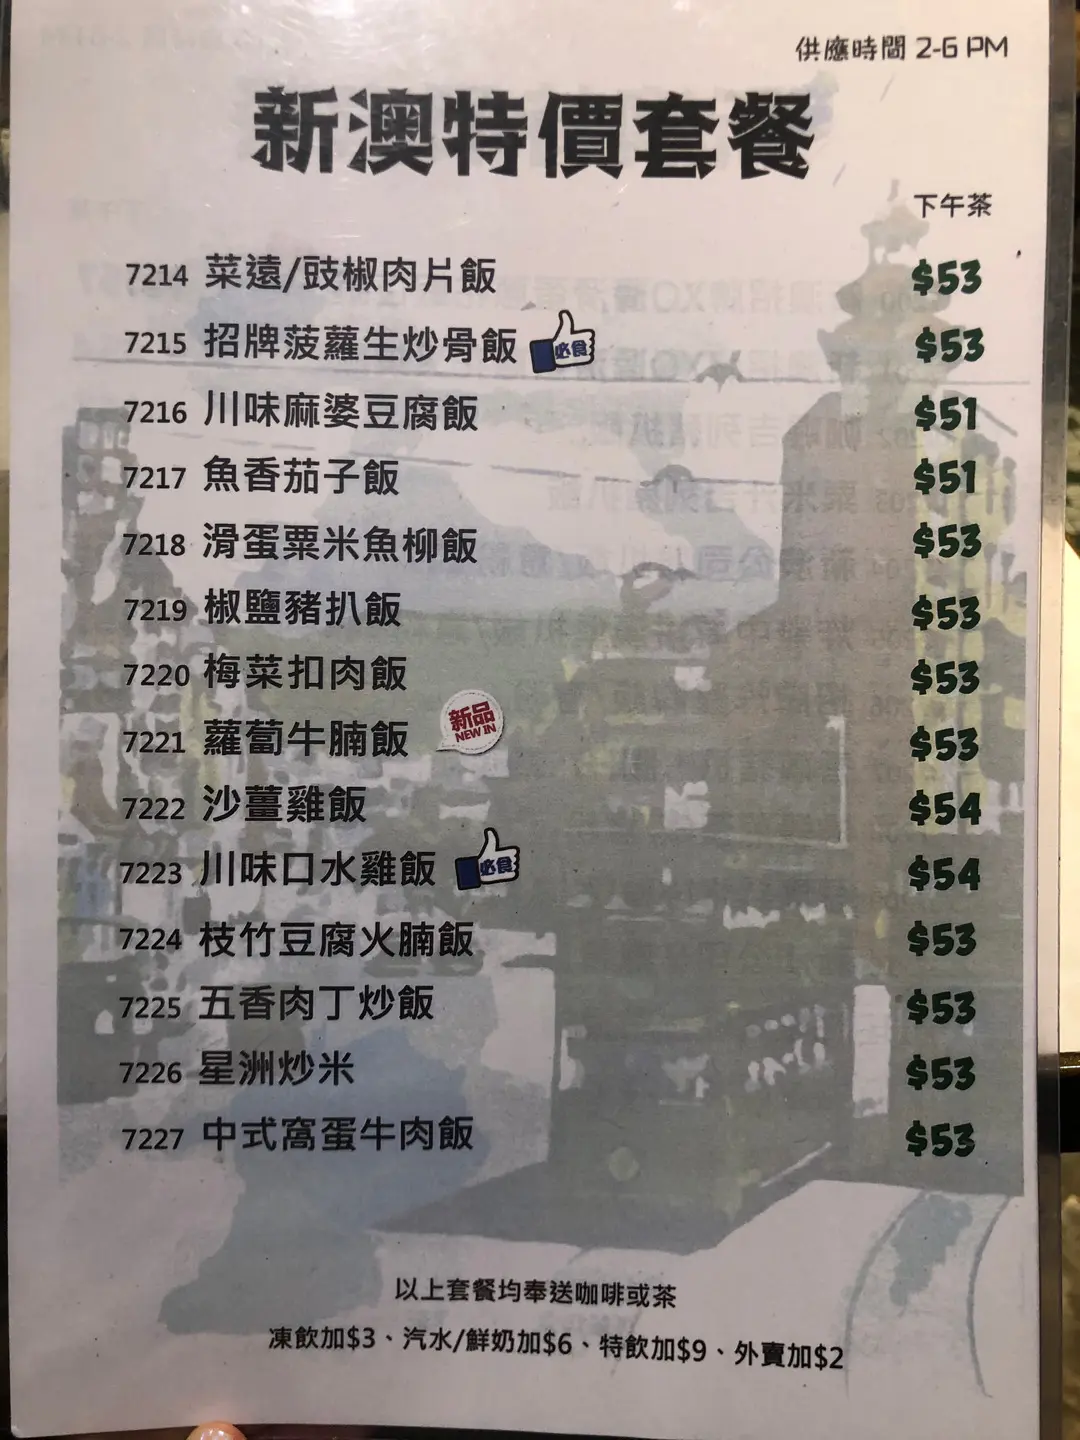 供應時間 2-6 PM
新澳特價套餐
下午茶
7214 菜遠/豉椒肉片飯 $53
7215 招牌菠蘿生炒骨飯 必食 $53
7216 川味麻婆豆腐飯 $51
7217 魚香茄子飯 $51
7218 滑蛋粟米魚柳飯 $53
7219 椒鹽豬扒飯 $53
7220 梅菜扣肉飯 $53
7221 蘿蔔牛腩飯 新品 NEW IN $53
7222 沙薑雞飯 $54
7223 川味口水雞飯 必食 $54
7224 枝竹豆腐火腩飯 $53
7225 五香肉丁炒飯 $53
7226 星洲炒米 $53
7227 中式窩蛋牛肉飯 $53
以上套餐均奉送咖啡或茶
凍飲加$3、汽水/鮮奶加$6、特飲加$9、外賣加$2